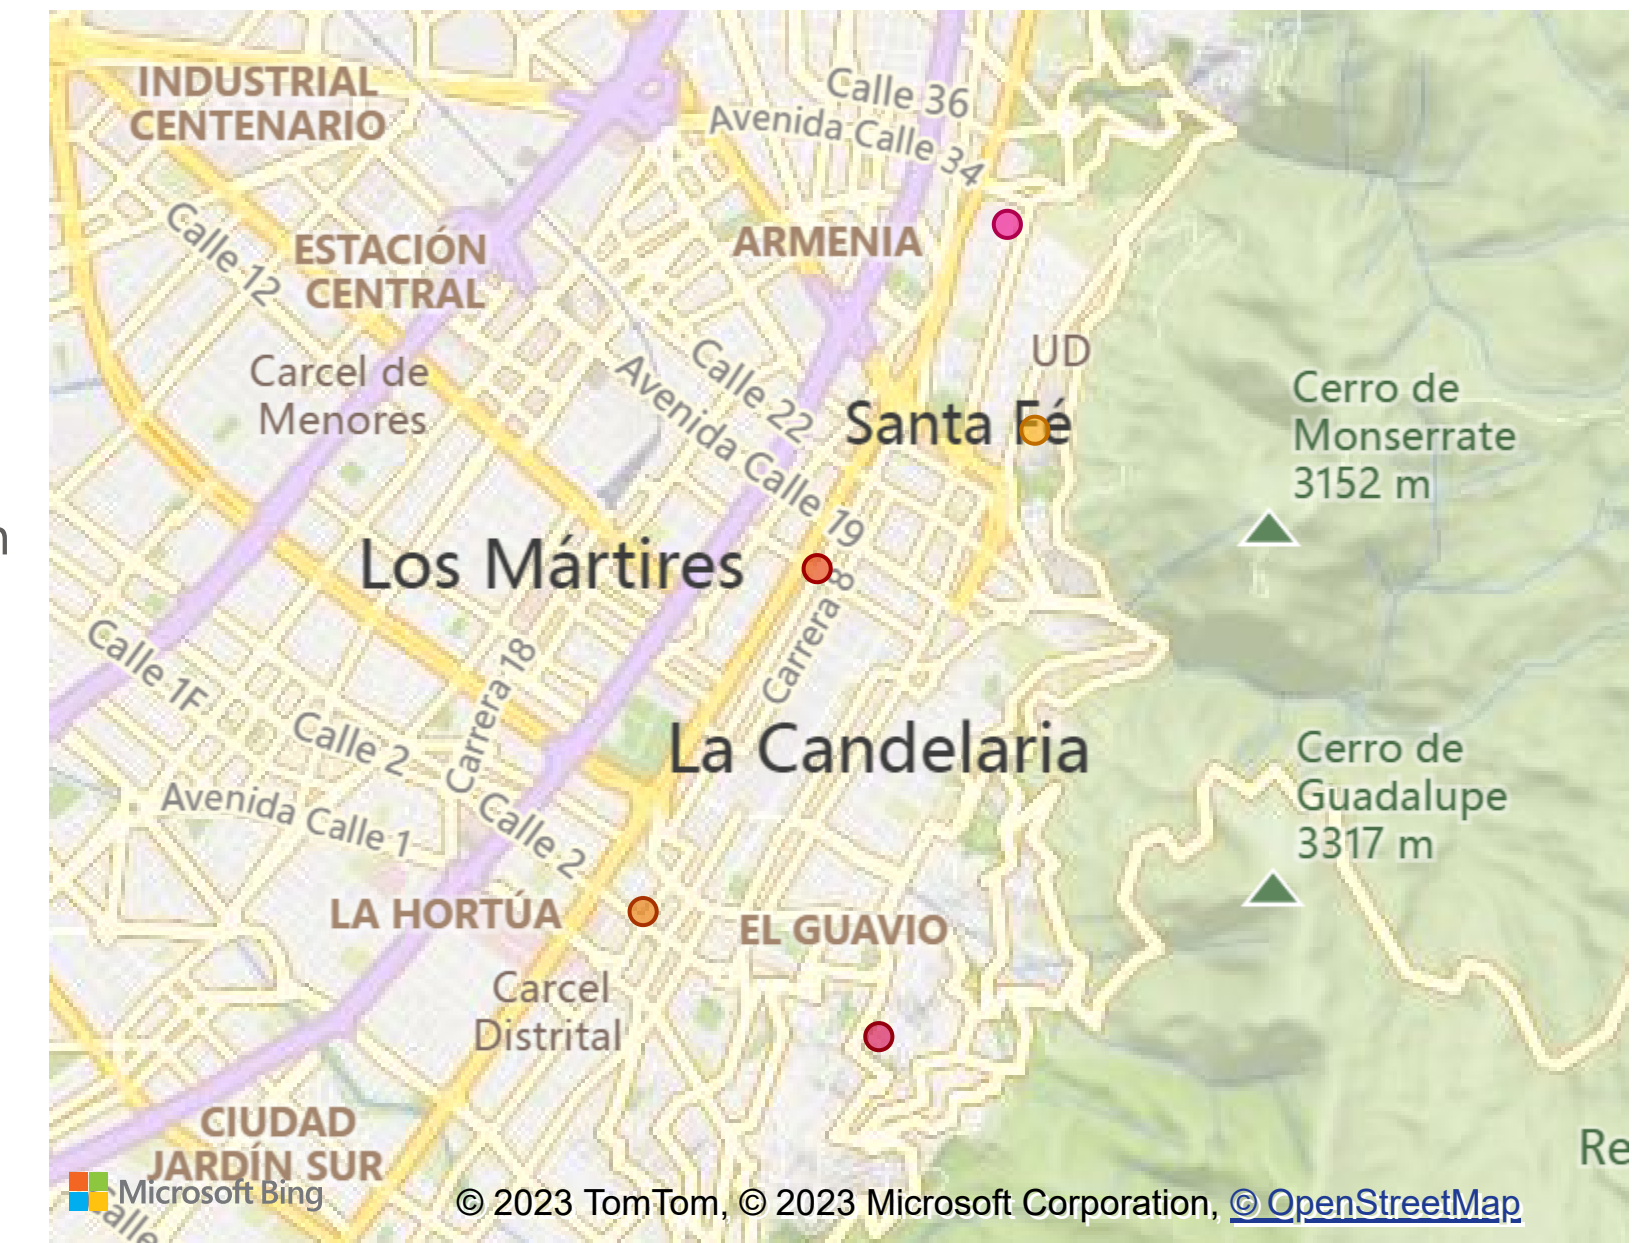 INDUSTRIAL
CENTENARIO
Calle 36
Avenida Calle 34
Calle 12
ESTACIÓN
CENTRAL
ARMENIA
Carcel de
Menores
Calle 22
Avenida Calle 19
UD
Santa Fé
Cerro de
Monserrate
3152 m
n
Los Mártires
Carrera 8
Calle 1F
Carrera 18
Calle 2
La Candelaria
Cerro de
Guadalupe
3317 m
Avenida Calle 1
Calle 2
LA HORTÚA
EL GUAVIO
Carcel
Distrital
CIUDAD
JARDÍN SUR
Re
Microsoft Bing
© 2023 TomTom, © 2023 Microsoft Corporation, © OpenStreetMap